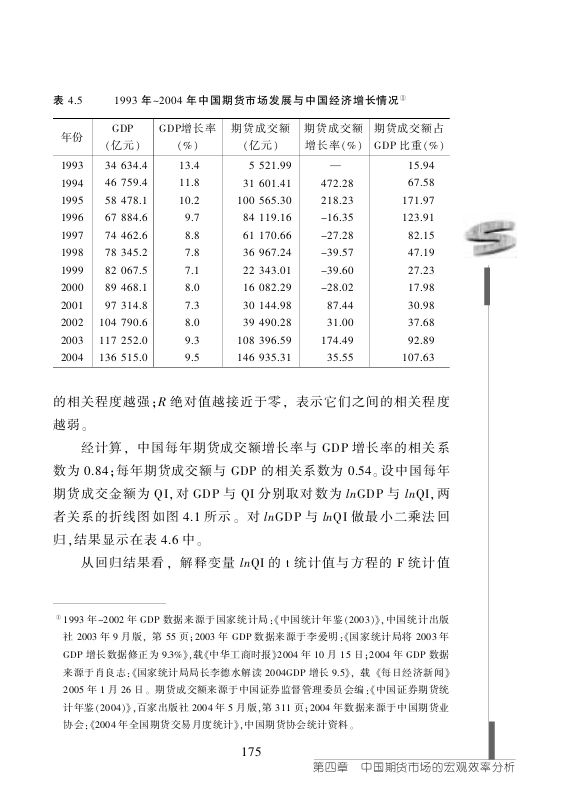 表 4.5 1993 年~2004 年中国期货市场发展与中国经济增长情况①
年份 GDP(亿元) GDP增长率(%) 期货成交额(亿元) 期货成交额增长率(%) 期货成交额占GDP 比重(%)
1993 34 634.4 13.4 5 521.99 — 15.94
1994 46 759.4 11.8 31 601.41 472.28 67.58
1995 58 478.1 10.2 100 565.30 218.23 171.97
1996 67 884.6 9.7 84 119.16 -16.35 123.91
1997 74 462.6 8.8 61 170.66 -27.28 82.15
1998 78 345.2 7.8 36 967.24 -39.57 47.19
1999 82 067.5 7.1 22 343.01 -39.60 27.23
2000 89 468.1 8.0 16 082.29 -28.02 17.98
2001 97 314.8 7.3 30 144.98 87.44 30.98
2002 104 790.6 8.0 39 490.28 31.00 37.68
2003 117 252.0 9.3 108 396.59 174.49 92.89
2004 136 515.0 9.5 146 935.31 35.55 107.63
的相关程度越强;R 绝对值越接近于零，表示它们之间的相关程度
越弱。
经计算，中国每年期货成交额增长率与 GDP 增长率的相关系
数为 0.84;每年期货成交额与 GDP 的相关系数为 0.54。设中国每年
期货成交金额为 QI,对 GDP 与 QI 分别取对数为 lnGDP 与 lnQI,两
者关系的折线图如图 4.1 所示。对 lnGDP 与 lnQI 做最小二乘法回
归,结果显示在表 4.6 中。
从回归结果看，解释变量 lnQI 的 t 统计值与方程的 F 统计值
①1993 年~2002 年 GDP 数据来源于国家统计局:《中国统计年鉴(2003)》,中国统计出版
社 2003 年 9 月版，第 55 页;2003 年 GDP 数据来源于李爱明:《国家统计局将 2003 年
GDP 增长数据修正为 9.3%》,载《中华工商时报》2004 年 10 月 15 日;2004 年 GDP 数据
来源于肖良志:《国家统计局局长李德水解读 2004GDP 增长 9.5》，载《每日经济新闻》
2005 年 1 月 26 日。期货成交额来源于中国证券监督管理委员会编:《中国证券期货统
计年鉴(2004)》,百家出版社 2004 年 5 月版,第 311 页;2004 年数据来源于中国期货业
协会:《2004 年全国期货交易月度统计》,中国期货协会统计资料。
175
第四章 中国期货市场的宏观效率分析